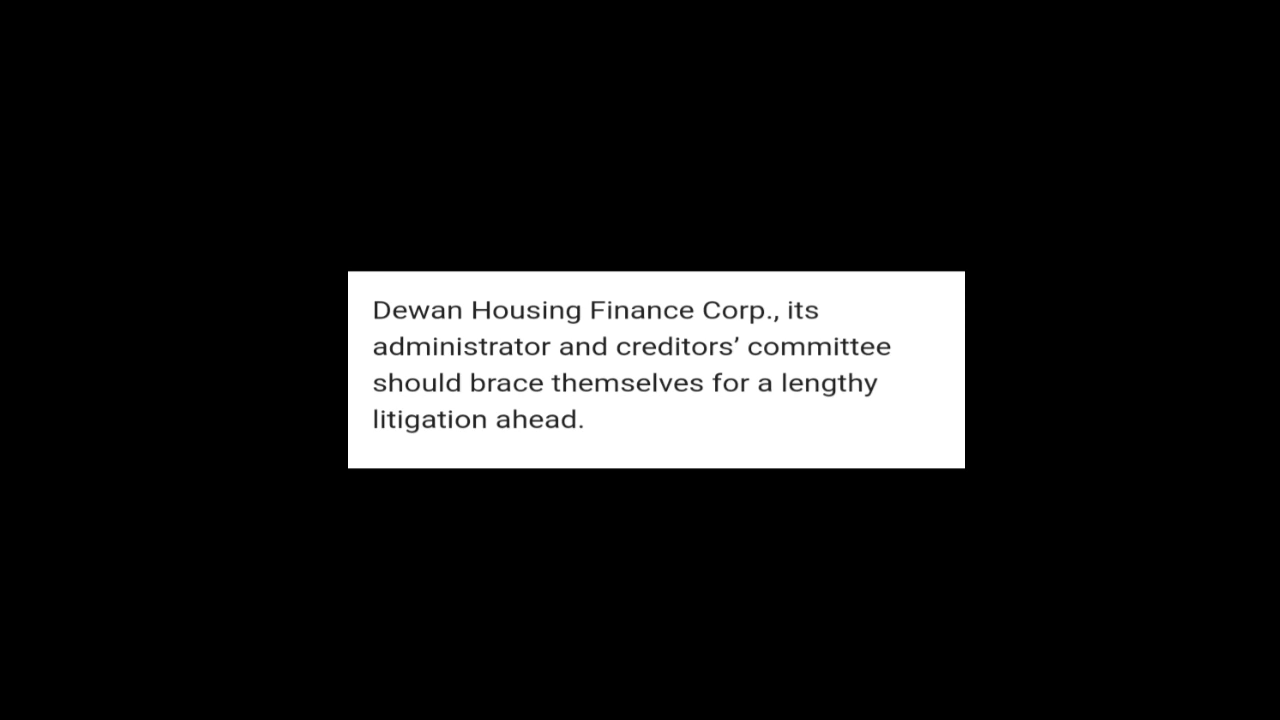 Dewan Housing Finance Corp., its
administrator and creditors’ committee
should brace themselves for a lengthy
litigation ahead.